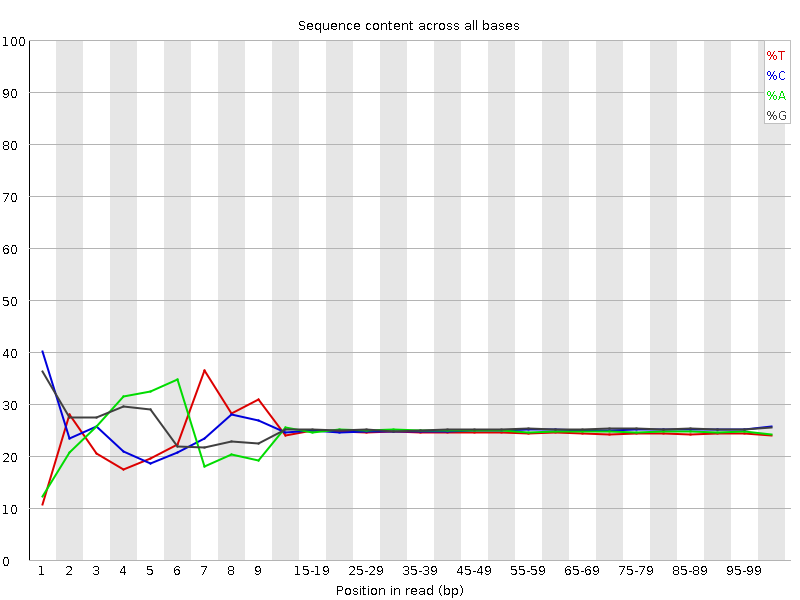 Sequence content across all bases
%T
%C
%A
%G
100
90
80
70
60
50
40
30
20
10
0
1 2 3 4 5 6 7 8 9 15-19 25-29 35-39 45-49 55-59 65-69 75-79 85-89 95-99
Position in read (bp)